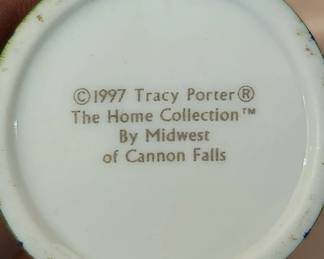 ©1997 Tracy Porter®
The Home Collection™
By Midwest
of Cannon Falls